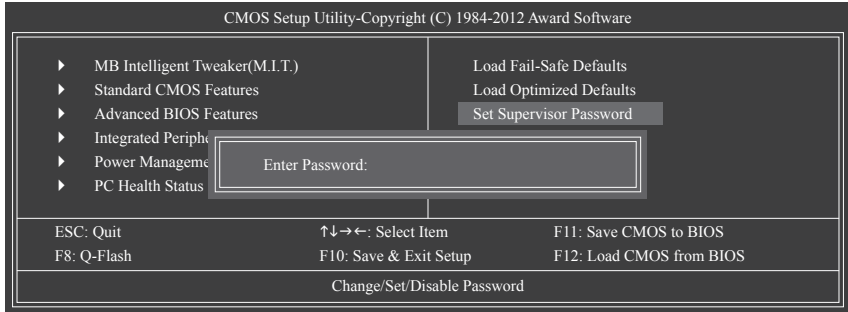 CMOS Setup Utility-Copyright (C) 1984-2012 Award Software
MB Intelligent Tweaker(M.I.T.)
Standard CMOS Features
Advanced BIOS Features
Integrated Periphe
Power Manageme
PC Health Status
Load Fail-Safe Defaults
Load Optimized Defaults
Set Supervisor Password
Enter Password:
ESC: Quit ↑↓→←: Select Item F11: Save CMOS to BIOS
F8: Q-Flash F10: Save & Exit Setup F12: Load CMOS from BIOS
Change/Set/Disable Password